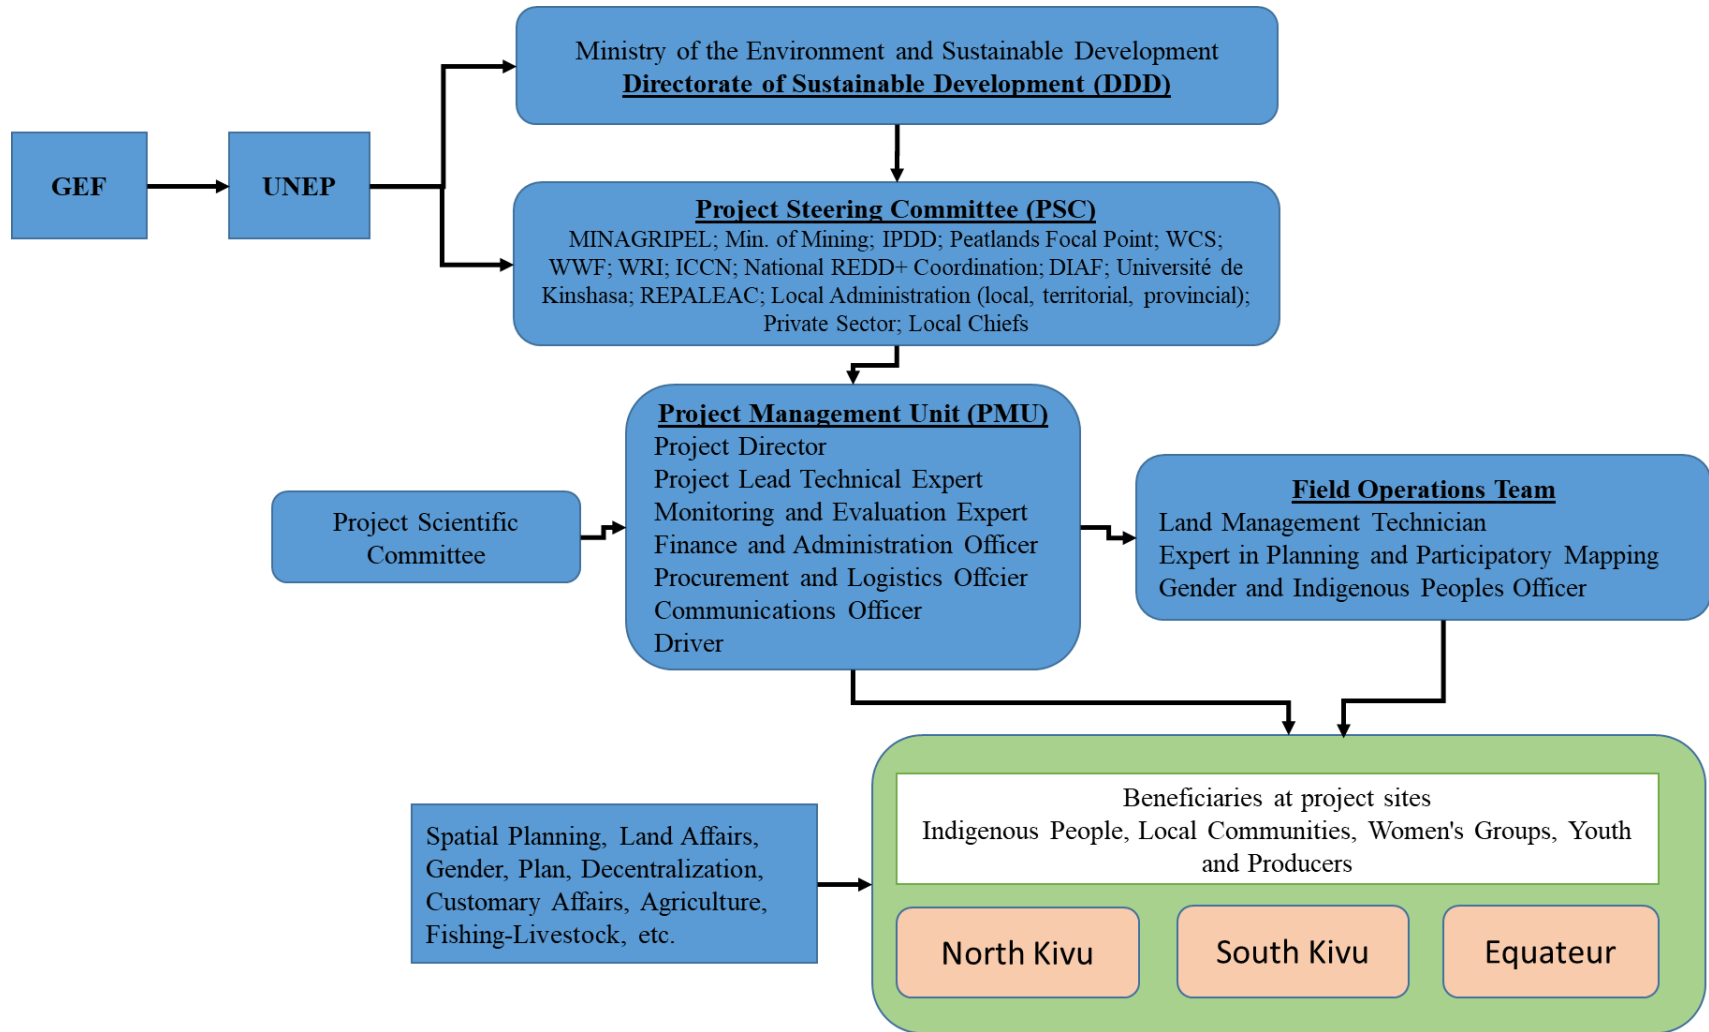 Ministry of the Environment and Sustainable Development
Directorate of Sustainable Development (DDD)
GEF
UNEP
Project Steering Committee (PSC)
MINAGRIPEL; Min. of Mining; IPDD; Peatlands Focal Point; WCS;
WWF; WRI; ICCN; National REDD+ Coordination; DIAF; Université de
Kinshasa; REPALEAC; Local Administration (local, territorial, provincial);
Private Sector; Local Chiefs
Project Management Unit (PMU)
Project Director
Project Lead Technical Expert
Monitoring and Evaluation Expert
Finance and Administration Officer
Procurement and Logistics Offcier
Communications Officer
Driver
Project Scientific
Committee
Field Operations Team
Land Management Technician
Expert in Planning and Participatory Mapping
Gender and Indigenous Peoples Officer
Beneficiaries at project sites
Indigenous People, Local Communities, Women's Groups, Youth
and Producers
Spatial Planning, Land Affairs,
Gender, Plan, Decentralization,
Customary Affairs, Agriculture,
Fishing-Livestock, etc.
North Kivu
South Kivu
Equateur